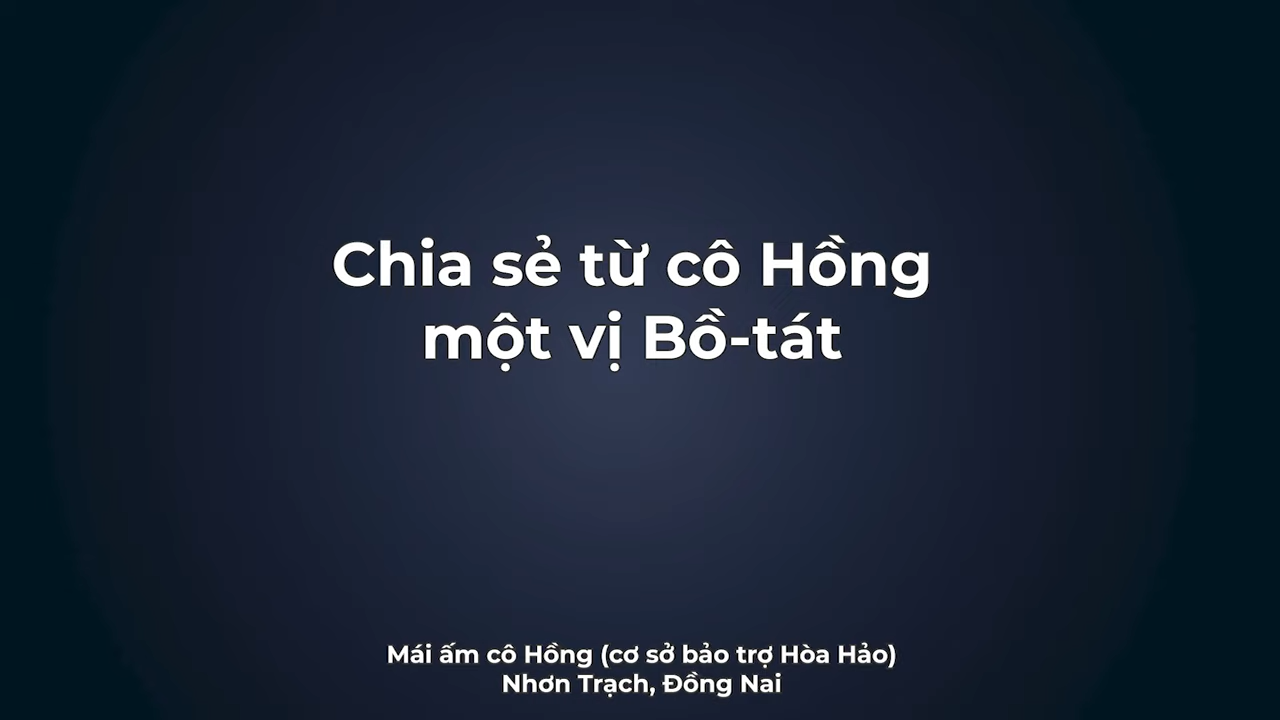 Chia sẻ từ cô Hồng
một vị Bồ-tát
Mái ấm cô Hồng (cơ sở bảo trợ Hòa Hảo)
Nhơn Trạch, Đồng Nai